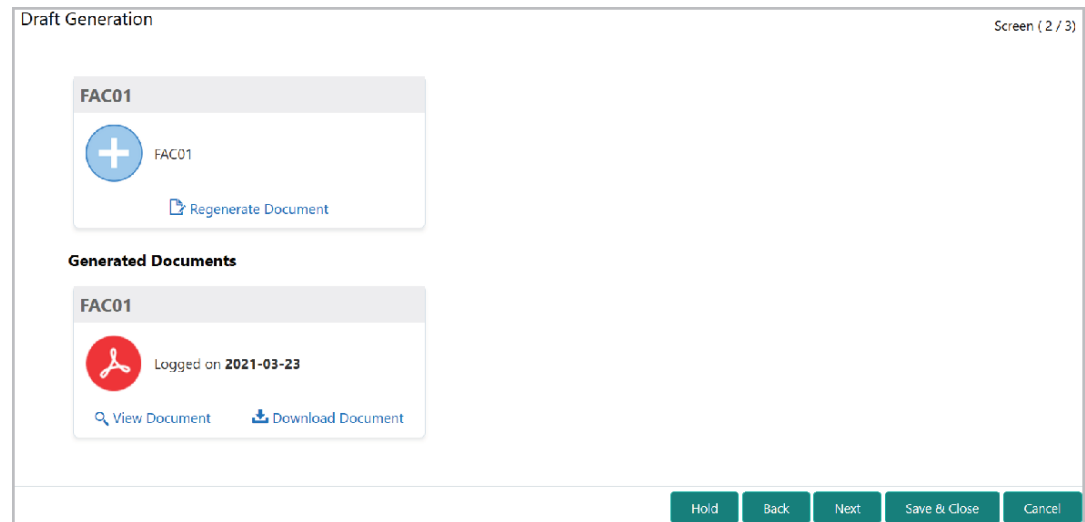 Draft Generation
Screen ( 2 / 3)
FAC01
FAC01
Regenerate Document
Generated Documents
FAC01
Logged on 2021-03-23
View Document Download Document
Hold Back Next Save & Close Cancel